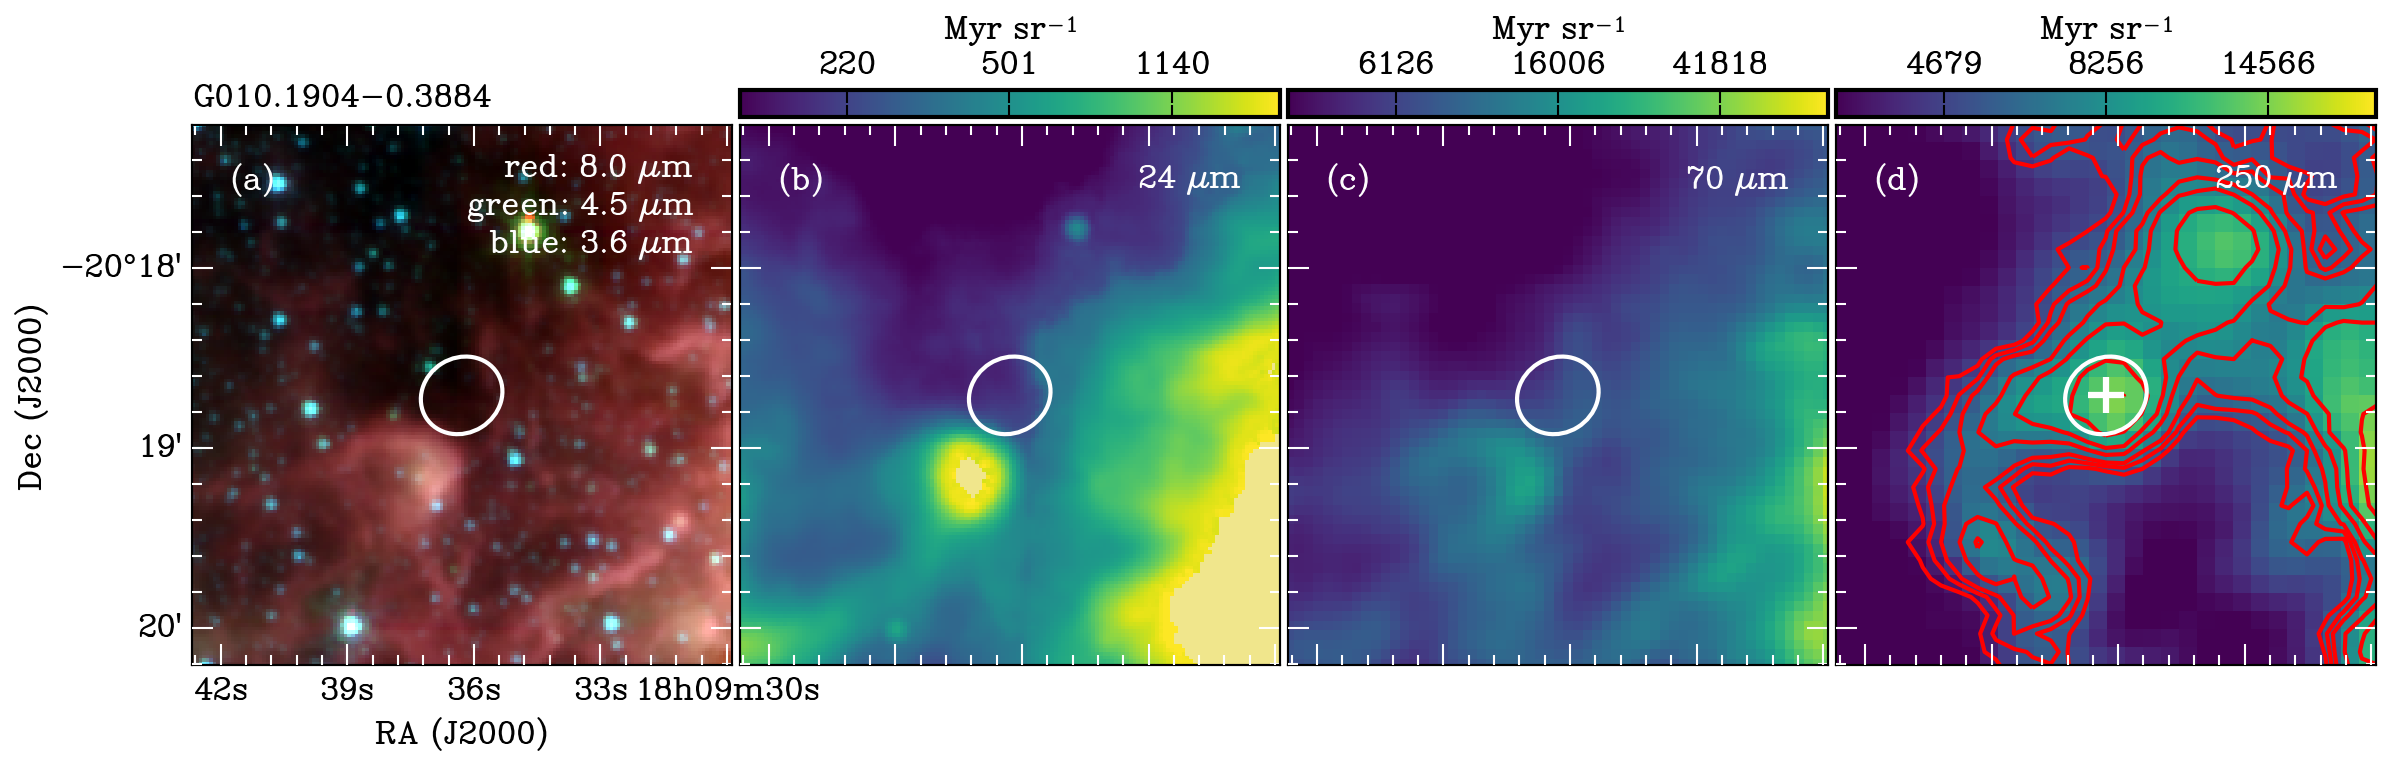 Myr sr⁻¹
220 501 1140
Myr sr⁻¹
6126 16006 41818
Myr sr⁻¹
4679 8256 14566
G010.1904−0.3884
(a)
red: 8.0 μm
green: 4.5 μm
blue: 3.6 μm
(b)
24 μm
(c)
70 μm
(d)
250 μm
Dec (J2000)
−20°18'
19'
20'
42s 39s 36s 33s 18h09m30s
RA (J2000)